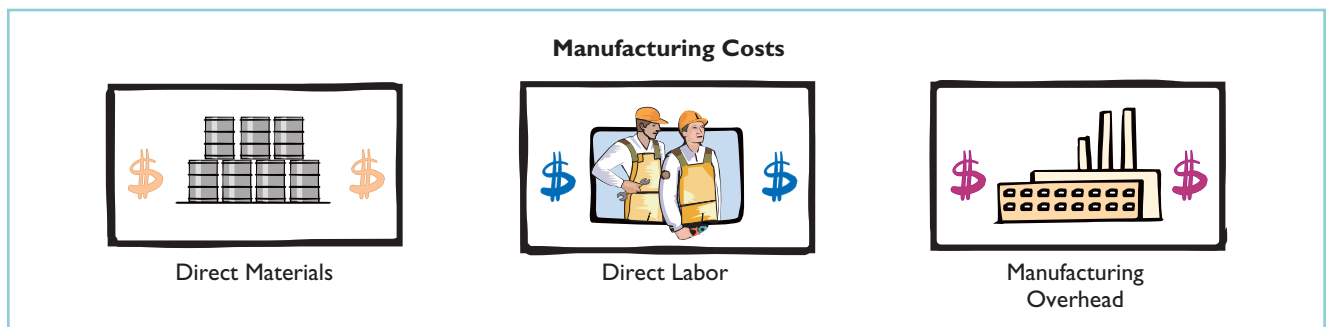 Manufacturing Costs
$ $ $ $ $ $
Direct Materials
Direct Labor
Manufacturing
Overhead